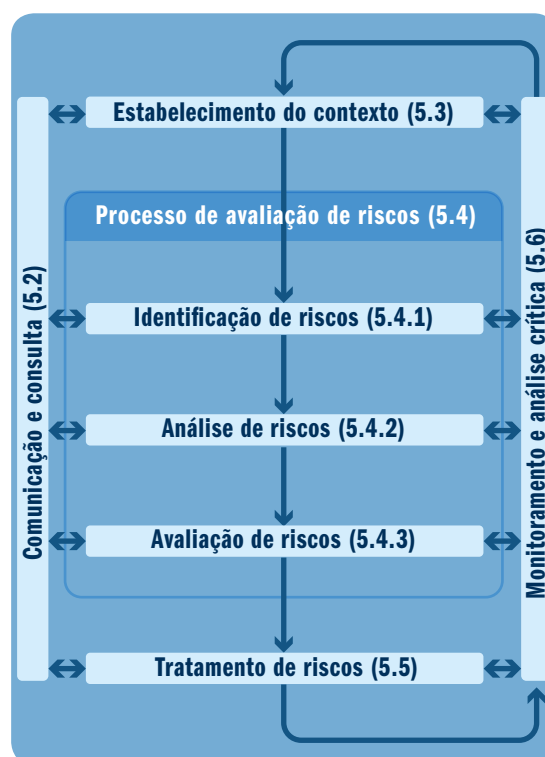 Estabelecimento do contexto (5.3)
Processo de avaliação de riscos (5.4)
Identificação de riscos (5.4.1)
Análise de riscos (5.4.2)
Avaliação de riscos (5.4.3)
Tratamento de riscos (5.5)
Comunicação e consulta (5.2)
Monitoramento e análise crítica (5.6)